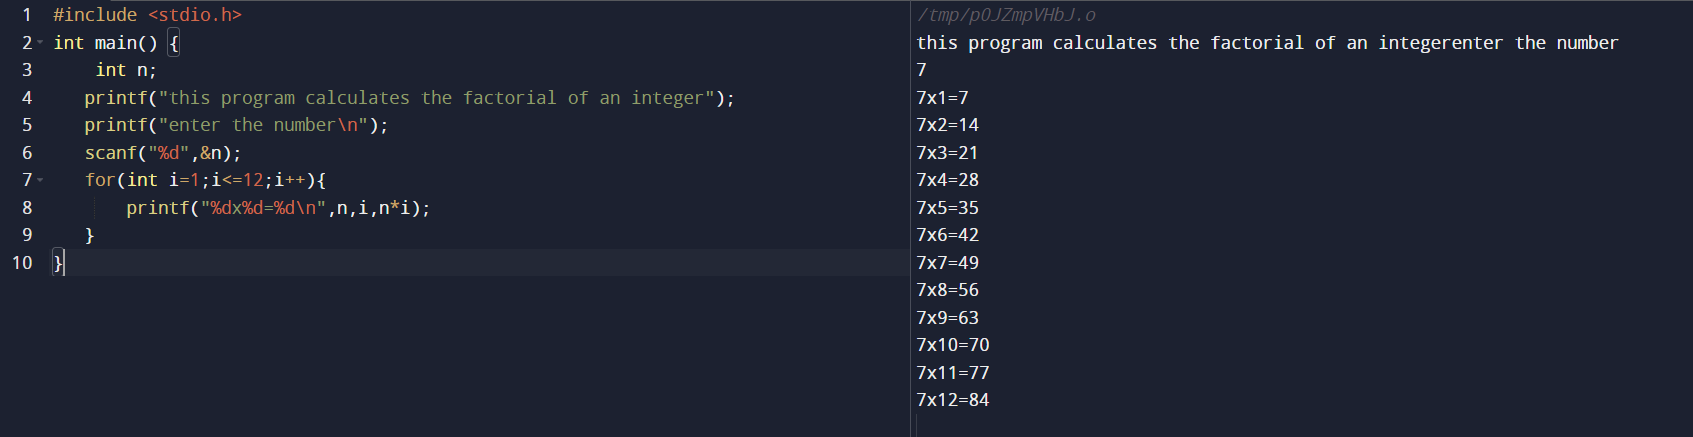 1 #include <stdio.h>
2 int main() {
3     int n;
4    printf("this program calculates the factorial of an integer");
5    printf("enter the number\n");
6    scanf("%d",&n);
7    for(int i=1;i<=12;i++){
8        printf("%dx%d=%d\n",n,i,n*i);
9    }
10 }
/tmp/pOJZmpVHbJ.o
this program calculates the factorial of an integerenter the number
7
7x1=7
7x2=14
7x3=21
7x4=28
7x5=35
7x6=42
7x7=49
7x8=56
7x9=63
7x10=70
7x11=77
7x12=84